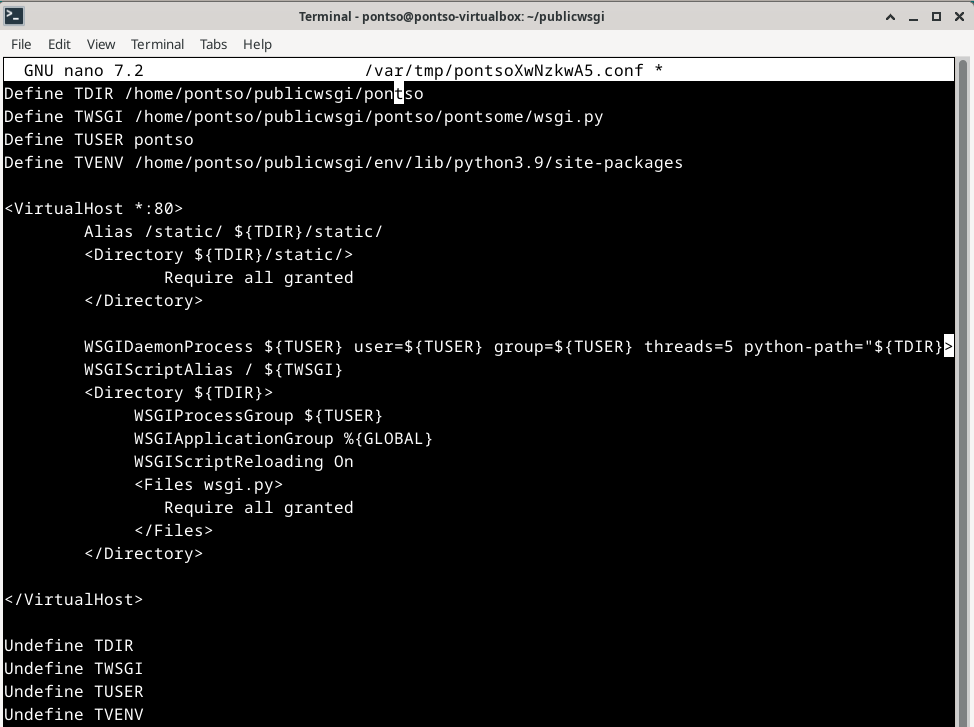 Terminal - pontso@pontso-virtualbox: ~/publicwsgi
File Edit View Terminal Tabs Help
GNU nano 7.2 /var/tmp/pontsoXwNzkwA5.conf *
Define TDIR /home/pontso/publicwsgi/pontso
Define TWSGI /home/pontso/publicwsgi/pontso/pontsome/wsgi.py
Define TUSER pontso
Define TVENV /home/pontso/publicwsgi/env/lib/python3.9/site-packages
<VirtualHost *:80>
Alias /static/ ${TDIR}/static/
<Directory ${TDIR}/static/>
Require all granted
</Directory>
WSGIDaemonProcess ${TUSER} user=${TUSER} group=${TUSER} threads=5 python-path="${TDIR}>
WSGIScriptAlias / ${TWSGI}
<Directory ${TDIR}>
WSGIProcessGroup ${TUSER}
WSGIApplicationGroup %{GLOBAL}
WSGIScriptReloading On
<Files wsgi.py>
Require all granted
</Files>
</Directory>
</VirtualHost>
Undefine TDIR
Undefine TWSGI
Undefine TUSER
Undefine TVENV